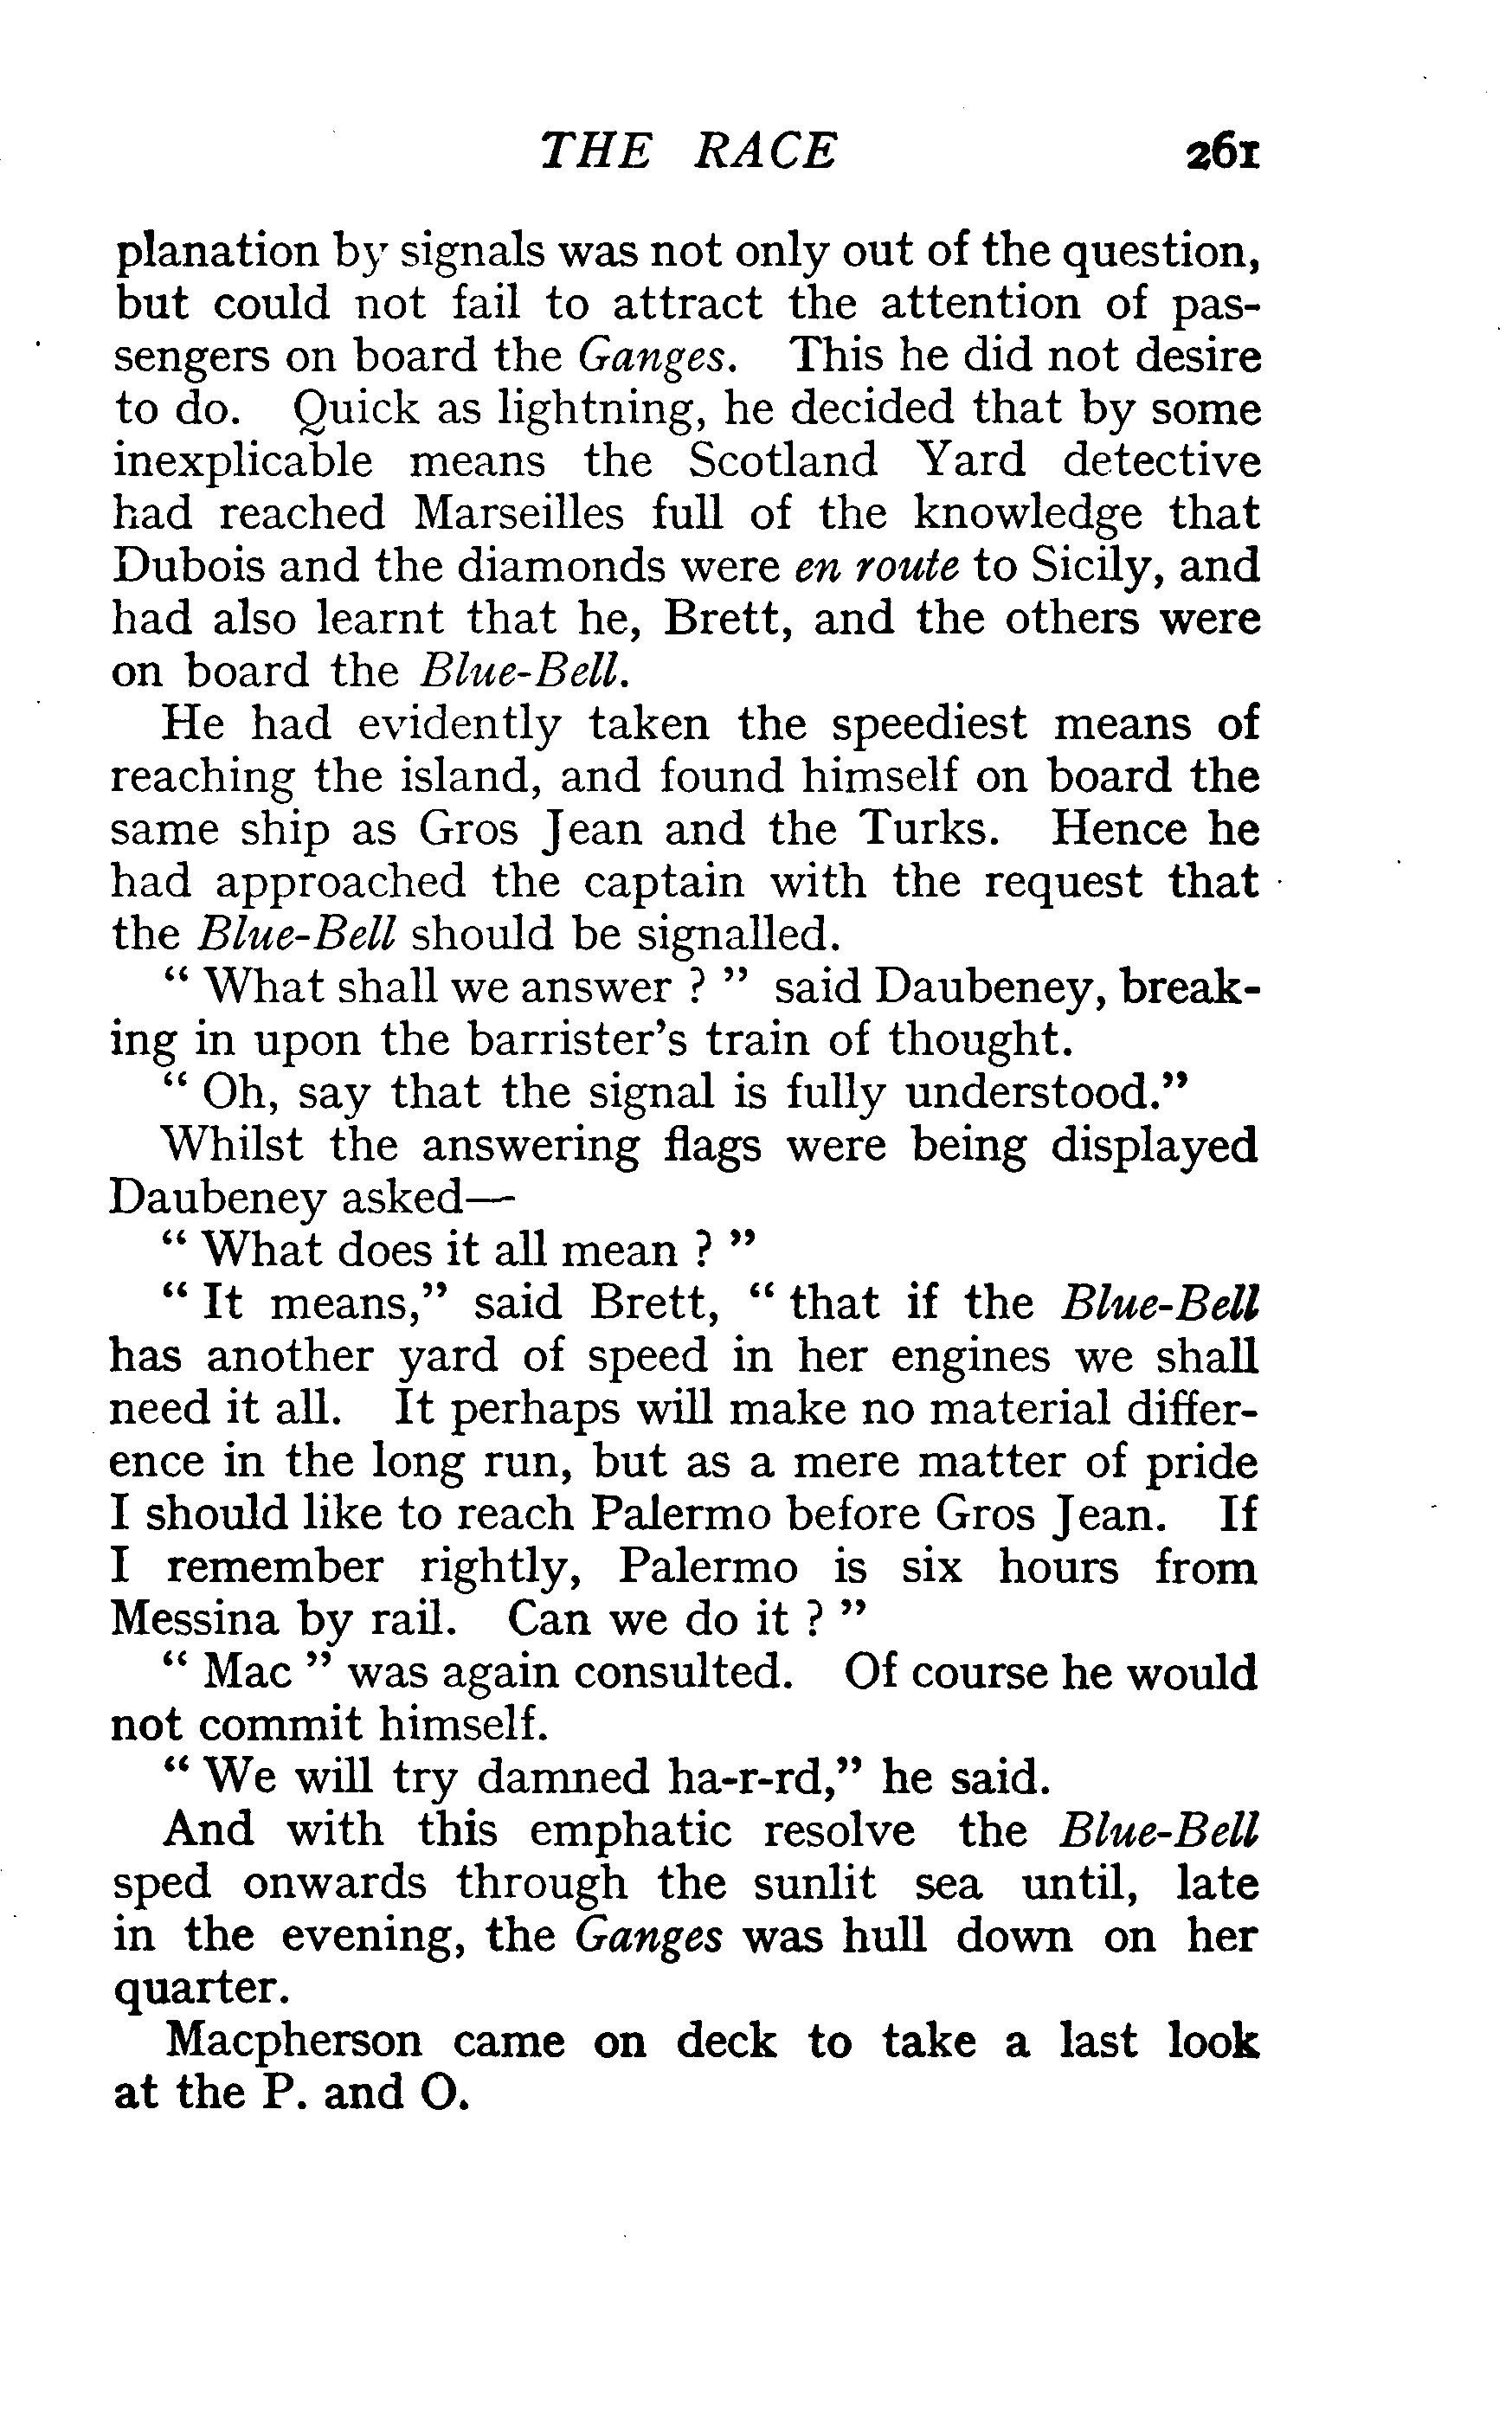 THE RACE 261
planation by signals was not only out of the question,
but could not fail to attract the attention of pas-
sengers on board the Ganges. This he did not desire
to do. Quick as lightning, he decided that by some
inexplicable means the Scotland Yard detective
had reached Marseilles full of the knowledge that
Dubois and the diamonds were en route to Sicily, and
had also learnt that he, Brett, and the others were
on board the Blue-Bell.
He had evidently taken the speediest means of
reaching the island, and found himself on board the
same ship as Gros Jean and the Turks. Hence he
had approached the captain with the request that
the Blue-Bell should be signalled.
“ What shall we answer ? ” said Daubeney, break-
ing in upon the barrister’s train of thought.
“ Oh, say that the signal is fully understood.”
Whilst the answering flags were being displayed
Daubeney asked—
“ What does it all mean ? ”
“ It means,” said Brett, “ that if the Blue-Bell
has another yard of speed in her engines we shall
need it all. It perhaps will make no material differ-
ence in the long run, but as a mere matter of pride
I should like to reach Palermo before Gros Jean. If
I remember rightly, Palermo is six hours from
Messina by rail. Can we do it ? ”
“ Mac ” was again consulted. Of course he would
not commit himself.
“ We will try damned ha-r-rd,” he said.
And with this emphatic resolve the Blue-Bell
sped onwards through the sunlit sea until, late
in the evening, the Ganges was hull down on her
quarter.
Macpherson came on deck to take a last look
at the P. and O.